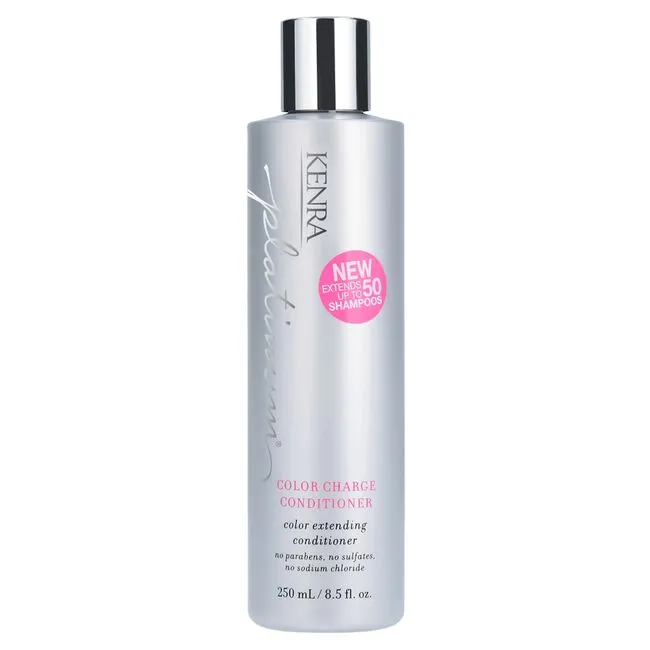 KENRA
platinum®
NEW
EXTENDS
UP TO 50
SHAMPOOS
COLOR CHARGE
CONDITIONER
color extending
conditioner
no parabens, no sulfates,
no sodium chloride
250 mL / 8.5 fl. oz.